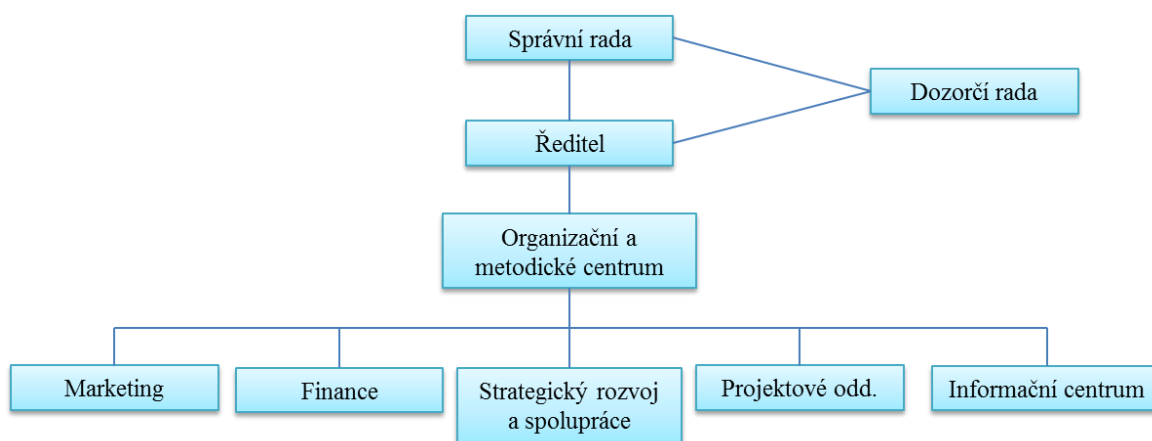 Správní rada
Dozorčí rada
Ředitel
Organizační a
metodické centrum
Marketing
Finance
Strategický rozvoj
a spolupráce
Projektové odd.
Informační centrum